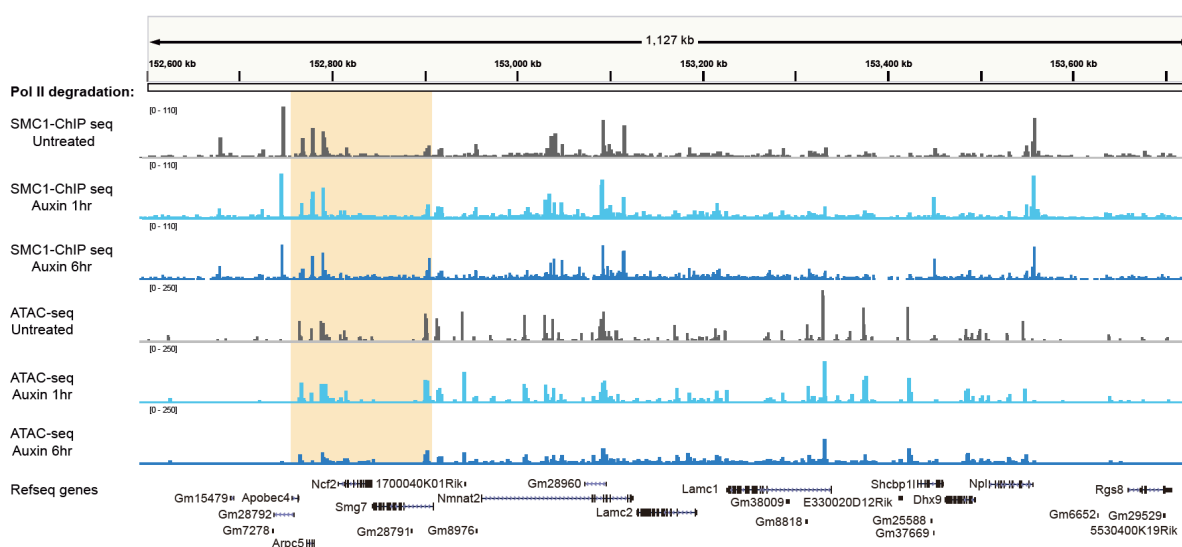 1,127 kb
152,600 kb 152,800 kb 153,000 kb 153,200 kb 153,400 kb 153,600 kb
Pol II degradation:
[0 - 110]
SMC1-ChIP seq
Untreated
[0 - 110]
SMC1-ChIP seq
Auxin 1hr
[0 - 110]
SMC1-ChIP seq
Auxin 6hr
[0 - 250]
ATAC-seq
Untreated
[0 - 250]
ATAC-seq
Auxin 1hr
[0 - 250]
ATAC-seq
Auxin 6hr
Refseq genes
Ncf2 1700040K01Rik Gm28960 Lamc1 Shcbp1l Npl Rgs8
Gm15479 Apobec4 Nmnat2 Gm38009 E330020D12Rik Dhx9
Gm28792 Smg7 Lamc2 Gm8818 Gm25588 Gm6652 Gm29529
Gm7278 Gm28791 Gm8976 Gm37669 5530400K19Rik
Arpc5